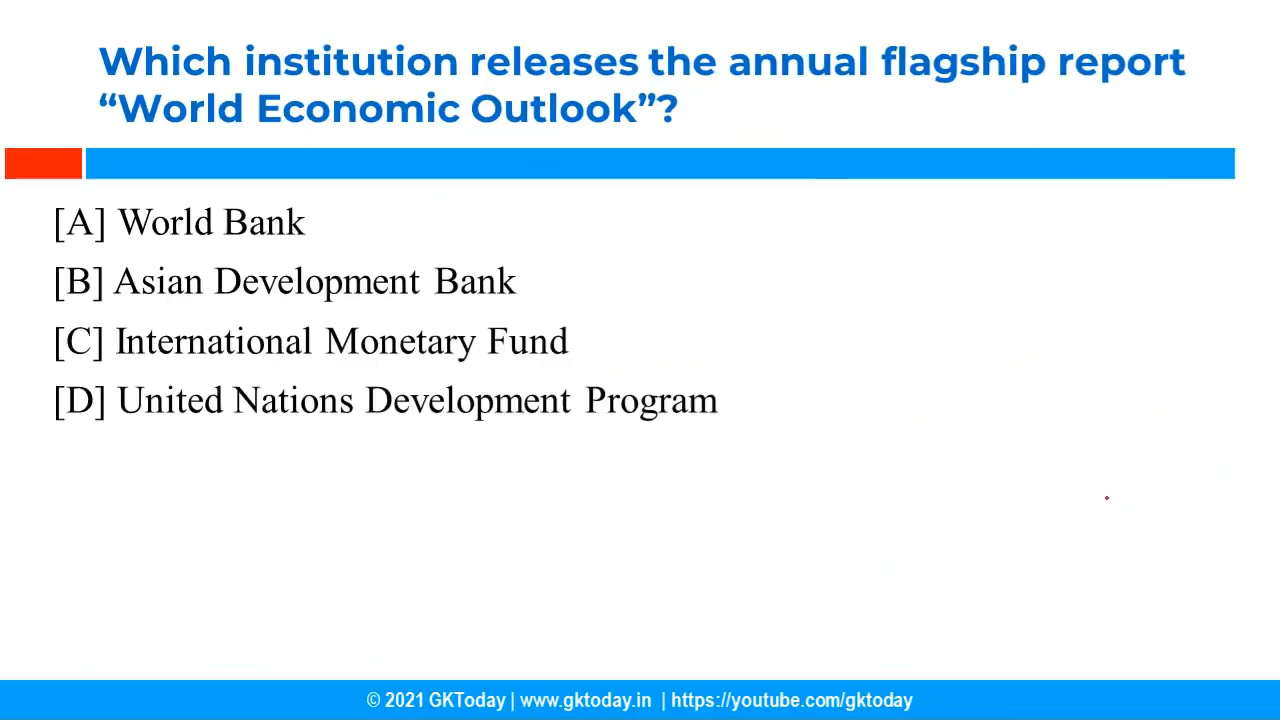 Which institution releases the annual flagship report
“World Economic Outlook”?
[A] World Bank
[B] Asian Development Bank
[C] International Monetary Fund
[D] United Nations Development Program
© 2021 GKToday | www.gktoday.in | https://youtube.com/gktoday